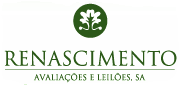 RENASCIMENTO
AVALIAÇÕES E LEILÕES, SA